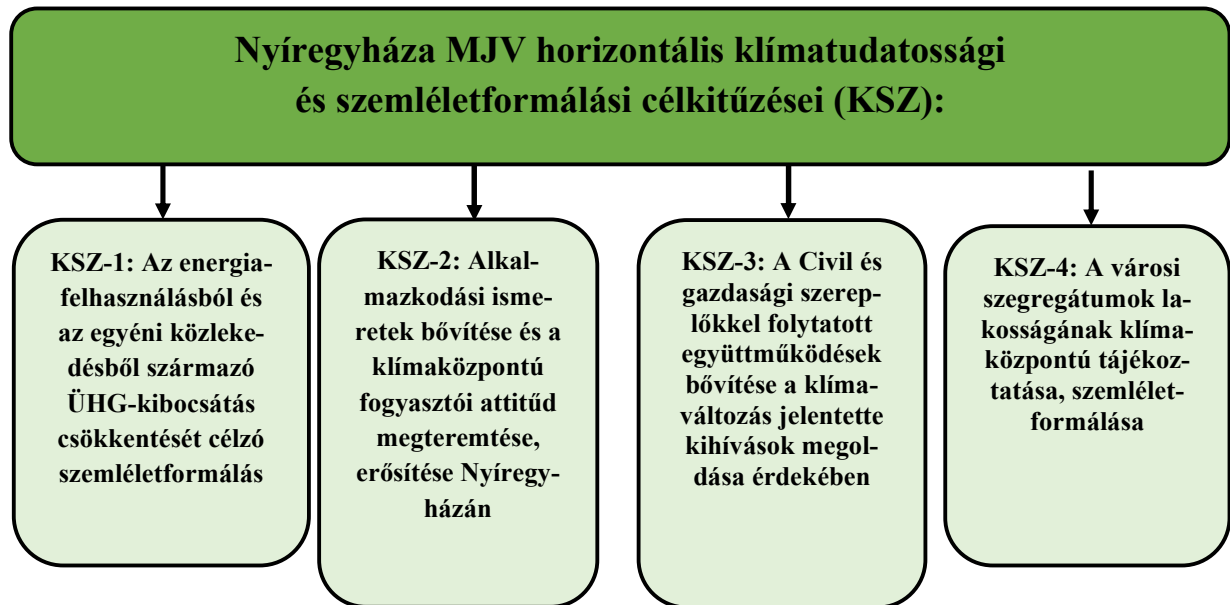 Nyíregyháza MJV horizontális klímatudatossági
és szemléletformálási célkitűzései (KSZ):
KSZ-1: Az energia-
felhasználásból és
az egyéni közleke-
désből származó
ÜHG-kibocsátás
csökkentését célzó
szemléletformálás
KSZ-2: Alkal-
mazkodási isme-
retek bővítése és a
klímaközpontú
fogyasztói attitűd
megteremtése,
erősítése Nyíregy-
házán
KSZ-3: A Civil és
gazdasági szerep-
lőkkel folytatott
együttműködések
bővítése a klíma-
változás jelentette
kihívások megol-
dása érdekében
KSZ-4: A városi
szegregátumok la-
kosságának klíma-
központú tájékoz-
tatása, szemlélet-
formálása